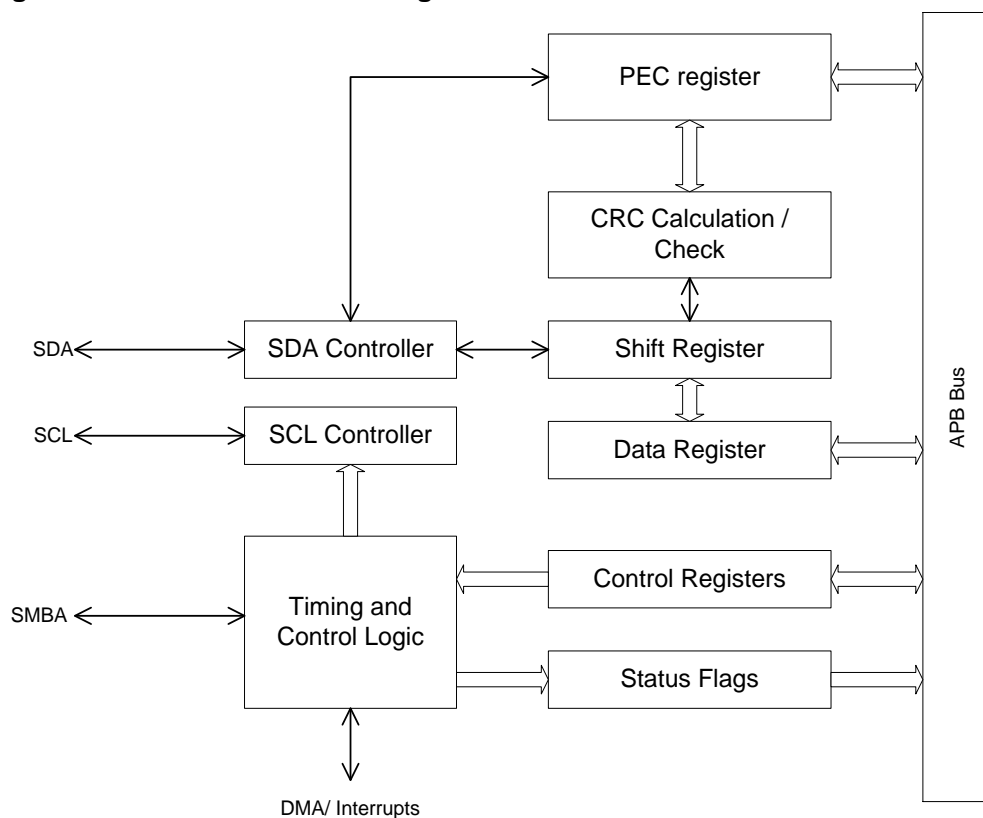 PEC register
CRC Calculation /
Check
SDA
SDA Controller
Shift Register
SCL
SCL Controller
Data Register
APB Bus
SMBA
Timing and
Control Logic
Control Registers
Status Flags
DMA/ Interrupts